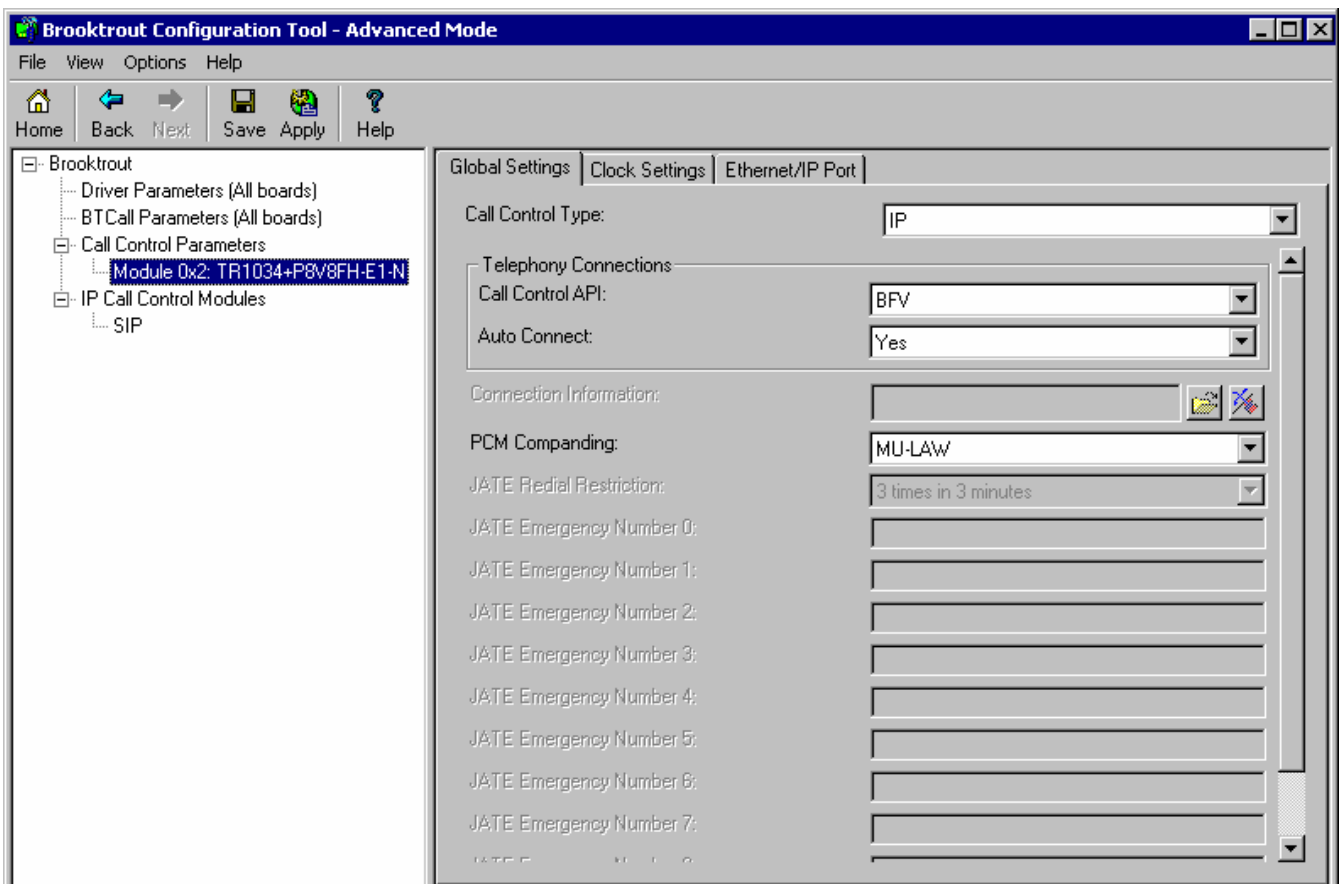 Brooktrout Configuration Tool - Advanced Mode
File View Options Help
Home Back Next Save Apply Help
Brooktrout
Driver Parameters (All boards)
BTCall Parameters (All boards)
Call Control Parameters
Module 0x2: TR1034+P8V8FH-E1-N
IP Call Control Modules
SIP
Global Settings Clock Settings Ethernet/IP Port
Call Control Type: IP
Telephony Connections
Call Control API: BFV
Auto Connect: Yes
Connection Information:
PCM Companding: MU-LAW
JATE Redial Restriction: 3 times in 3 minutes
JATE Emergency Number 0:
JATE Emergency Number 1:
JATE Emergency Number 2:
JATE Emergency Number 3:
JATE Emergency Number 4:
JATE Emergency Number 5:
JATE Emergency Number 6:
JATE Emergency Number 7: